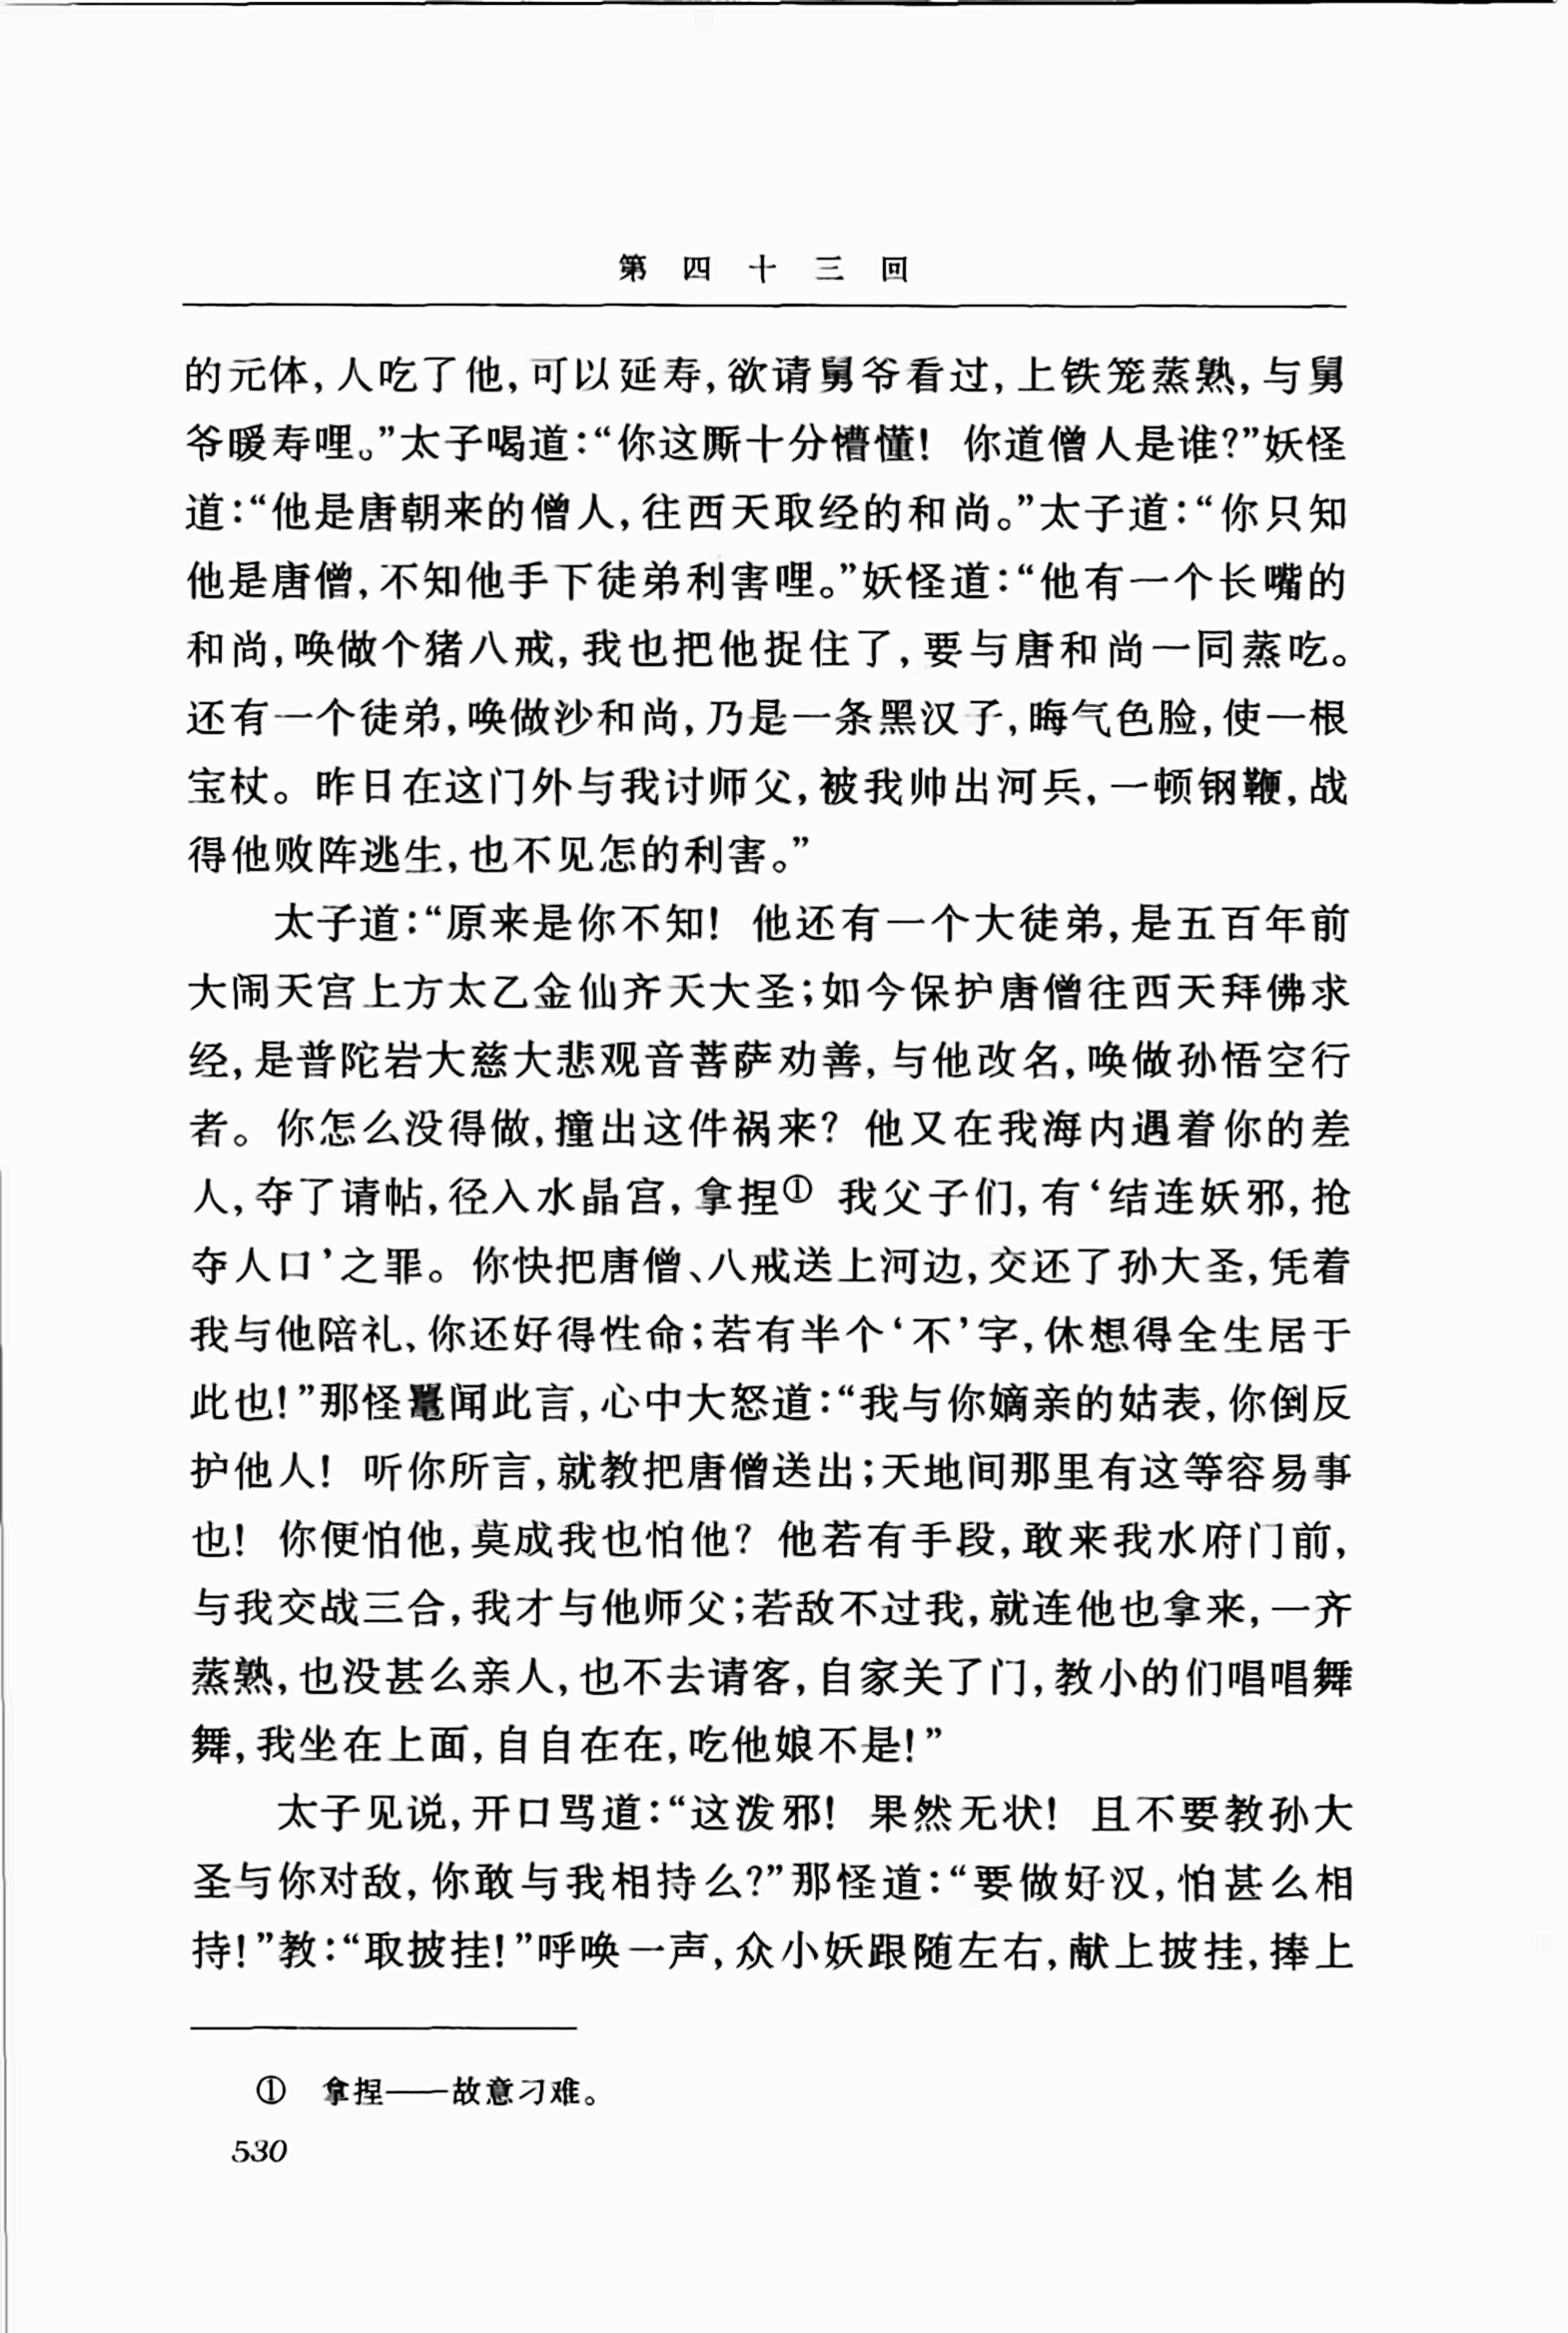 第四十三回
的元体,人吃了他,可以延寿,欲请舅爷看过,上铁笼蒸熟,与舅
爷暖寿哩。”太子喝道:“你这厮十分懵懂! 你道僧人是谁?”妖怪
道:“他是唐朝来的僧人,往西天取经的和尚。”太子道:“你只知
他是唐僧,不知他手下徒弟利害哩。”妖怪道:“他有一个长嘴的
和尚,唤做个猪八戒,我也把他捉住了,要与唐和尚一同蒸吃。
还有一个徒弟,唤做沙和尚,乃是一条黑汉子,晦气色脸,使一根
宝杖。昨日在这门外与我讨师父,被我帅出河兵,一顿钢鞭,战
得他败阵逃生,也不见怎的利害。”
太子道:“原来是你不知! 他还有一个大徒弟,是五百年前
大闹天宫上方太乙金仙齐天大圣;如今保护唐僧往西天拜佛求
经,是普陀岩大慈大悲观音菩萨劝善,与他改名,唤做孙悟空行
者。你怎么没得做,撞出这件祸来? 他又在我海内遇着你的差
人,夺了请帖,径入水晶宫,拿捏① 我父子们,有‘结连妖邪,抢
夺人口’之罪。你快把唐僧、八戒送上河边,交还了孙大圣,凭着
我与他陪礼,你还好得性命;若有半个‘不’字,休想得全生居于
此也!”那怪鼍闻此言,心中大怒道:“我与你嫡亲的姑表,你倒反
护他人! 听你所言,就教把唐僧送出;天地间那里有这等容易事
也! 你便怕他,莫成我也怕他? 他若有手段,敢来我水府门前,
与我交战三合,我才与他师父;若敌不过我,就连他也拿来,一齐
蒸熟,也没甚么亲人,也不去请客,自家关了门,教小的们唱唱舞
舞,我坐在上面,自自在在,吃他娘不是!”
太子见说,开口骂道:“这泼邪! 果然无状! 且不要教孙大
圣与你对敌,你敢与我相持么?”那怪道:“要做好汉,怕甚么相
持!”教:“取披挂!”呼唤一声,众小妖跟随左右,献上披挂,捧上
① 拿捏——故意刁难。
530